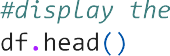 #display the
df.head()